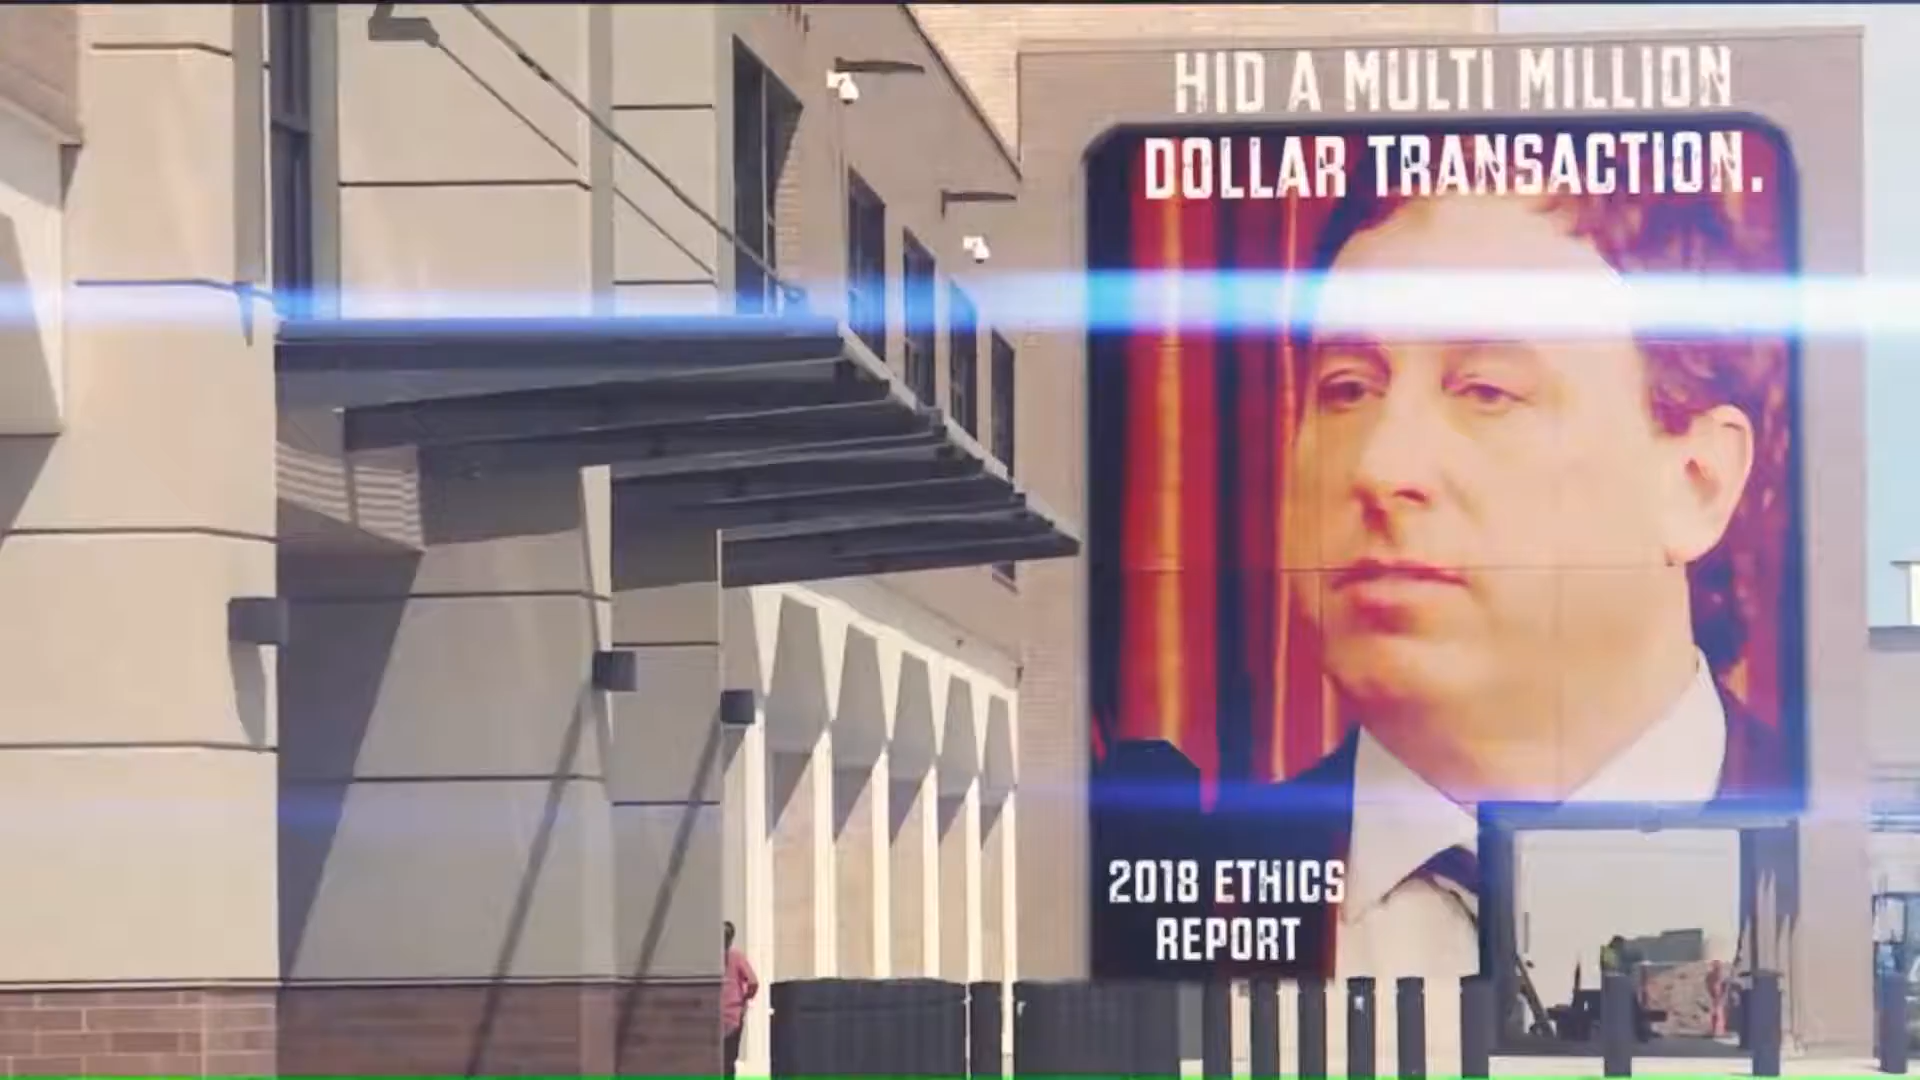 HID A MULTI MILLION
DOLLAR TRANSACTION.
2018 ETHICS
REPORT